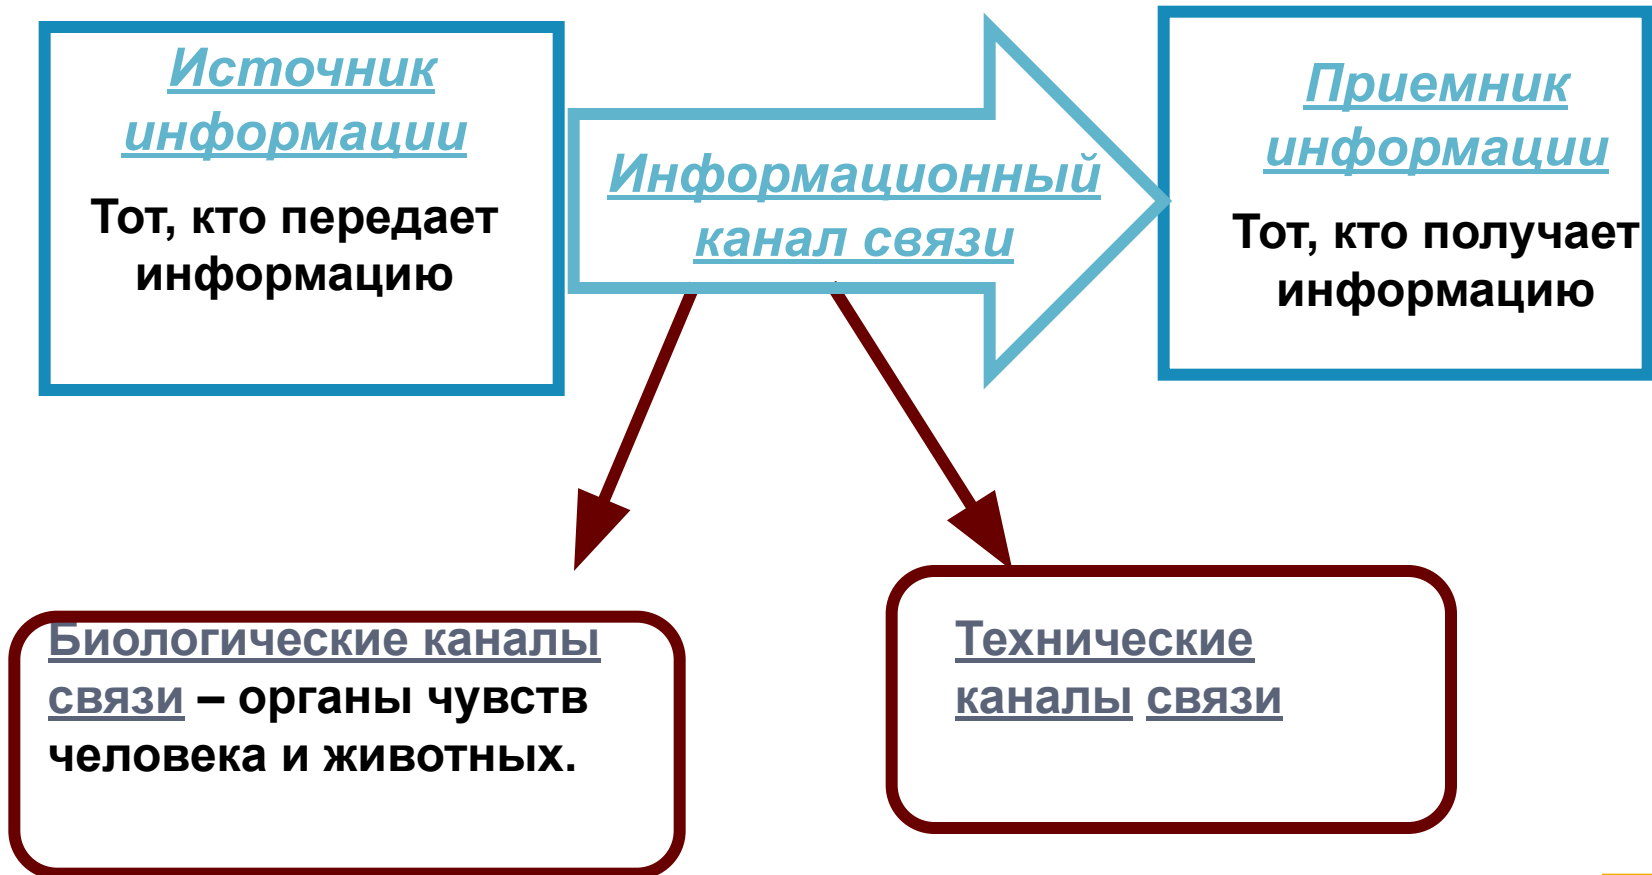 Источник
информации
Тот, кто передает
информацию
Информационный
канал связи
Приемник
информации
Тот, кто получает
информацию
Биологические каналы
связи – органы чувств
человека и животных.
Технические
каналы связи